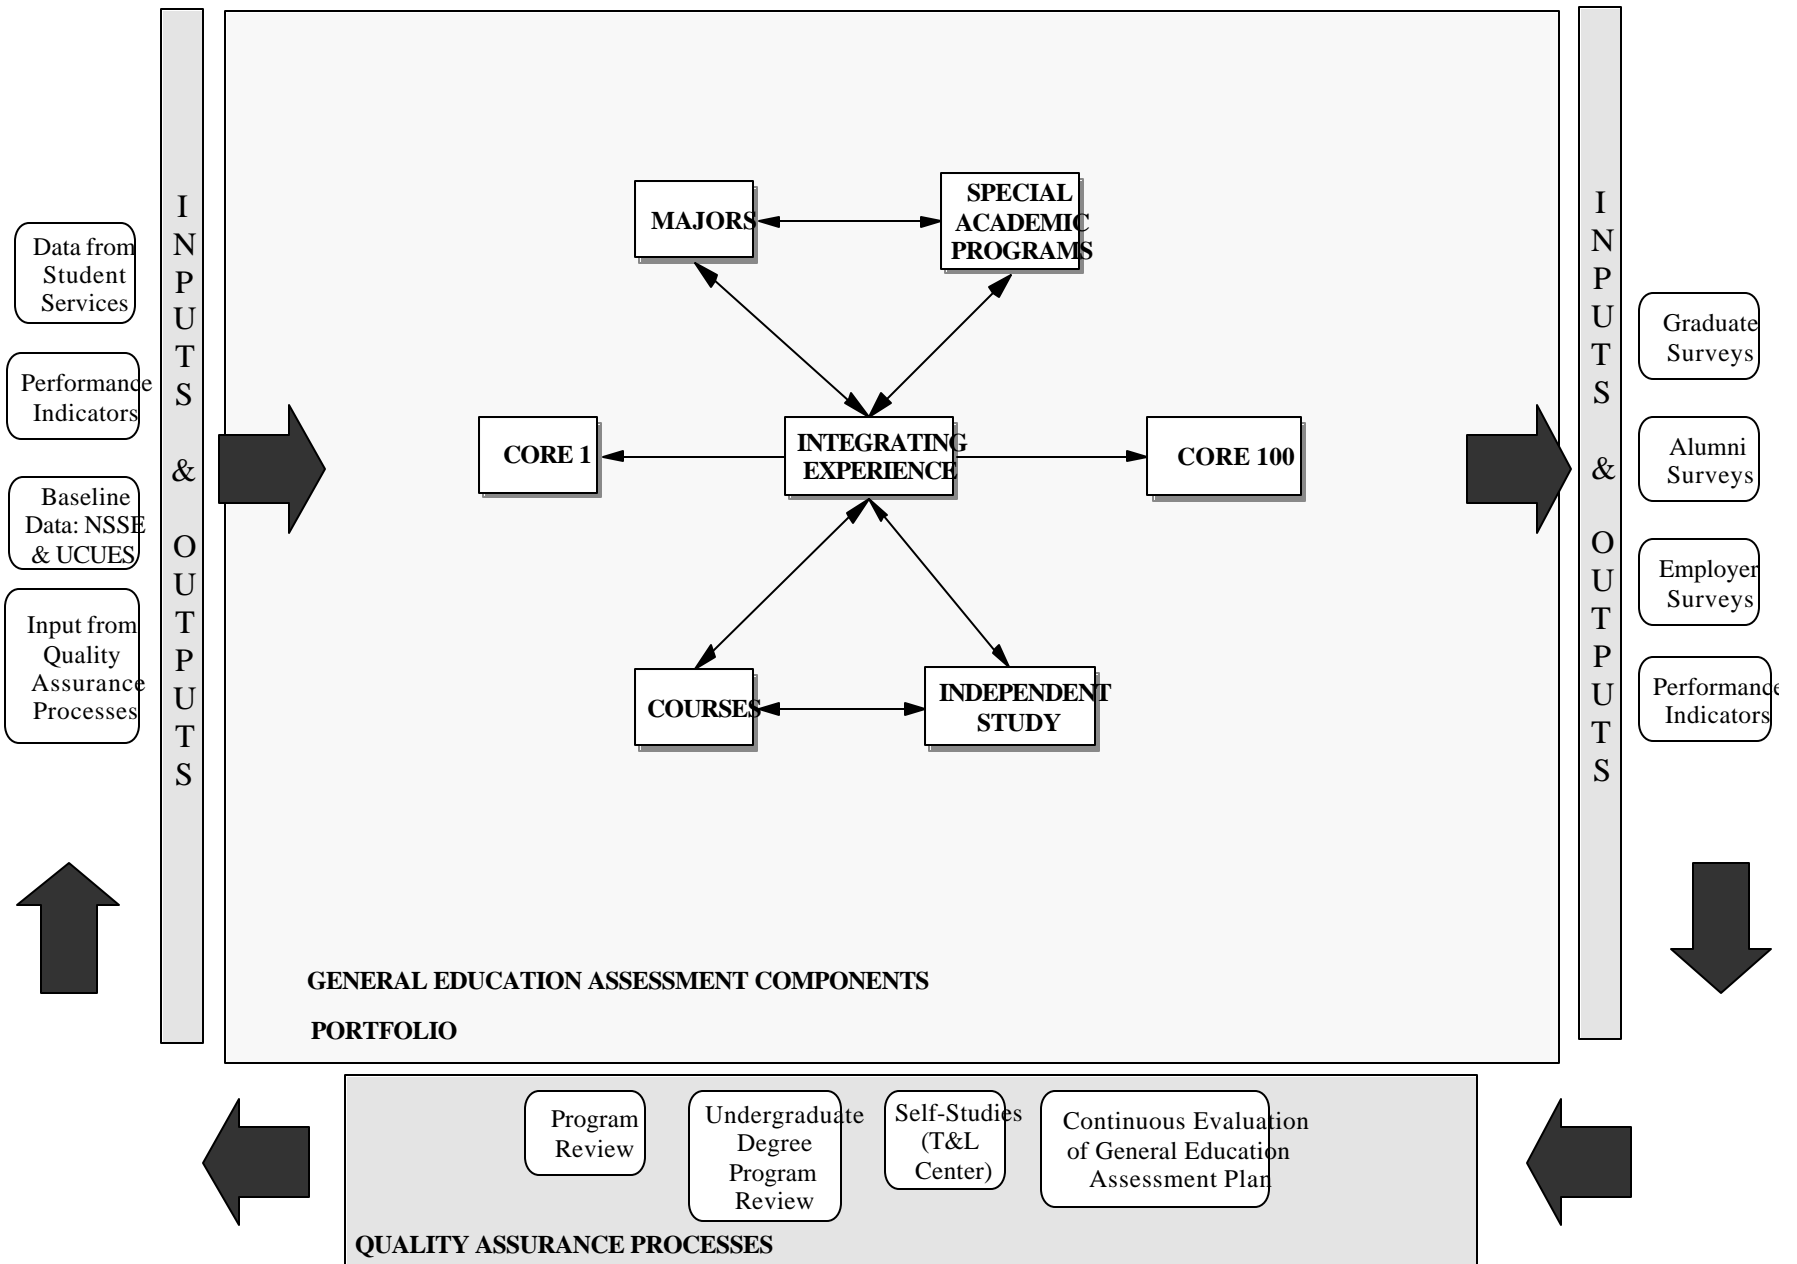 Data from
Student
Services
Performance
Indicators
Baseline
Data: NSSE
& UCUES
Input from
Quality
Assurance
Processes
I
N
P
U
T
S
&
O
U
T
P
U
T
S
MAJORS
SPECIAL
ACADEMIC
PROGRAMS
CORE 1
INTEGRATING
EXPERIENCE
CORE 100
COURSES
INDEPENDENT
STUDY
GENERAL EDUCATION ASSESSMENT COMPONENTS
PORTFOLIO
I
N
P
U
T
S
&
O
U
T
P
U
T
S
Graduate
Surveys
Alumni
Surveys
Employer
Surveys
Performance
Indicators
Program
Review
Undergraduate
Degree
Program
Review
Self-Studies
(T&L
Center)
Continuous Evaluation
of General Education
Assessment Plan
QUALITY ASSURANCE PROCESSES